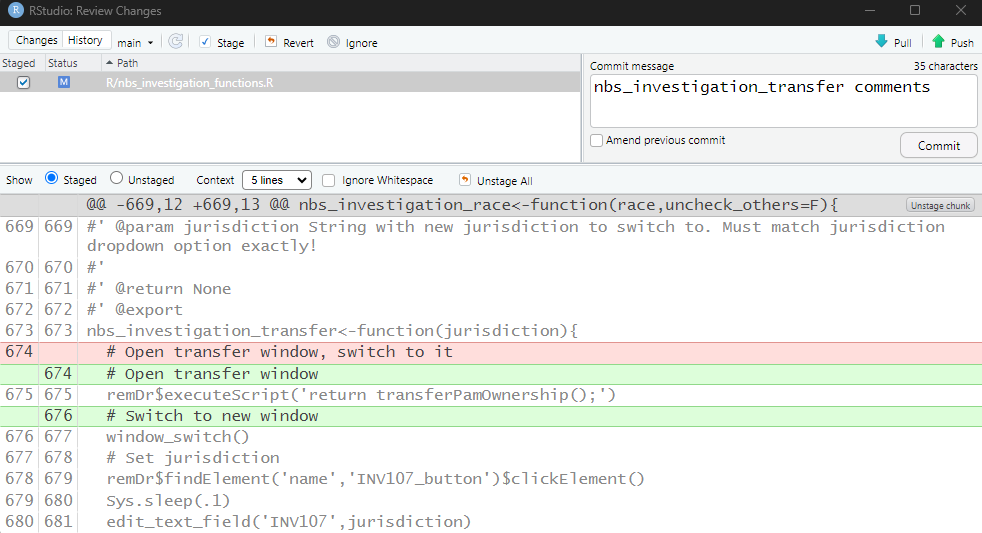 R RStudio: Review Changes
Changes History main Stage Revert Ignore Pull Push
Staged Status Path
M R/nbs_investigation_functions.R
Commit message 35 characters
nbs_investigation_transfer comments
Amend previous commit Commit
Show Staged Unstaged Context 5 lines Ignore Whitespace Unstage All
@@ -669,12 +669,13 @@ nbs_investigation_race<-function(race,uncheck_others=F){ Unstage chunk
669 669 #' @param jurisdiction String with new jurisdiction to switch to. Must match jurisdiction
dropdown option exactly!
670 670 #'
671 671 #' @return None
672 672 #' @export
673 673 nbs_investigation_transfer<-function(jurisdiction){
674 # Open transfer window, switch to it
674 # Open transfer window
675 675 remDr$executeScript('return transferPamOwnership();')
676 # Switch to new window
676 677 window_switch()
677 678 # Set jurisdiction
678 679 remDr$findElement('name','INV107_button')$clickElement()
679 680 Sys.sleep(.1)
680 681 edit_text_field('INV107',jurisdiction)